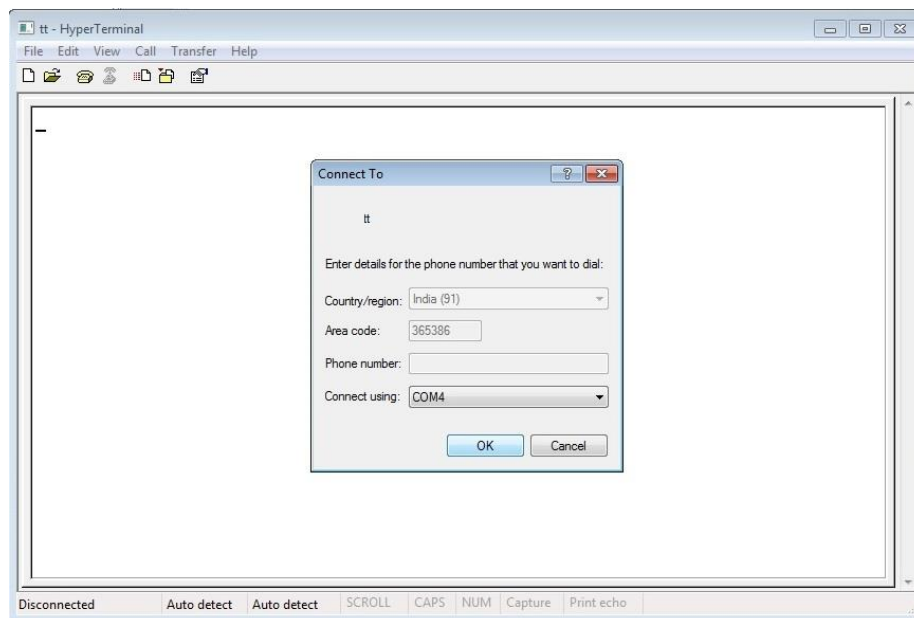 tt - HyperTerminal
File Edit View Call Transfer Help
Connect To
tt
Enter details for the phone number that you want to dial:
Country/region: India (91)
Area code: 365386
Phone number:
Connect using: COM4
OK Cancel
Disconnected Auto detect Auto detect SCROLL CAPS NUM Capture Print echo